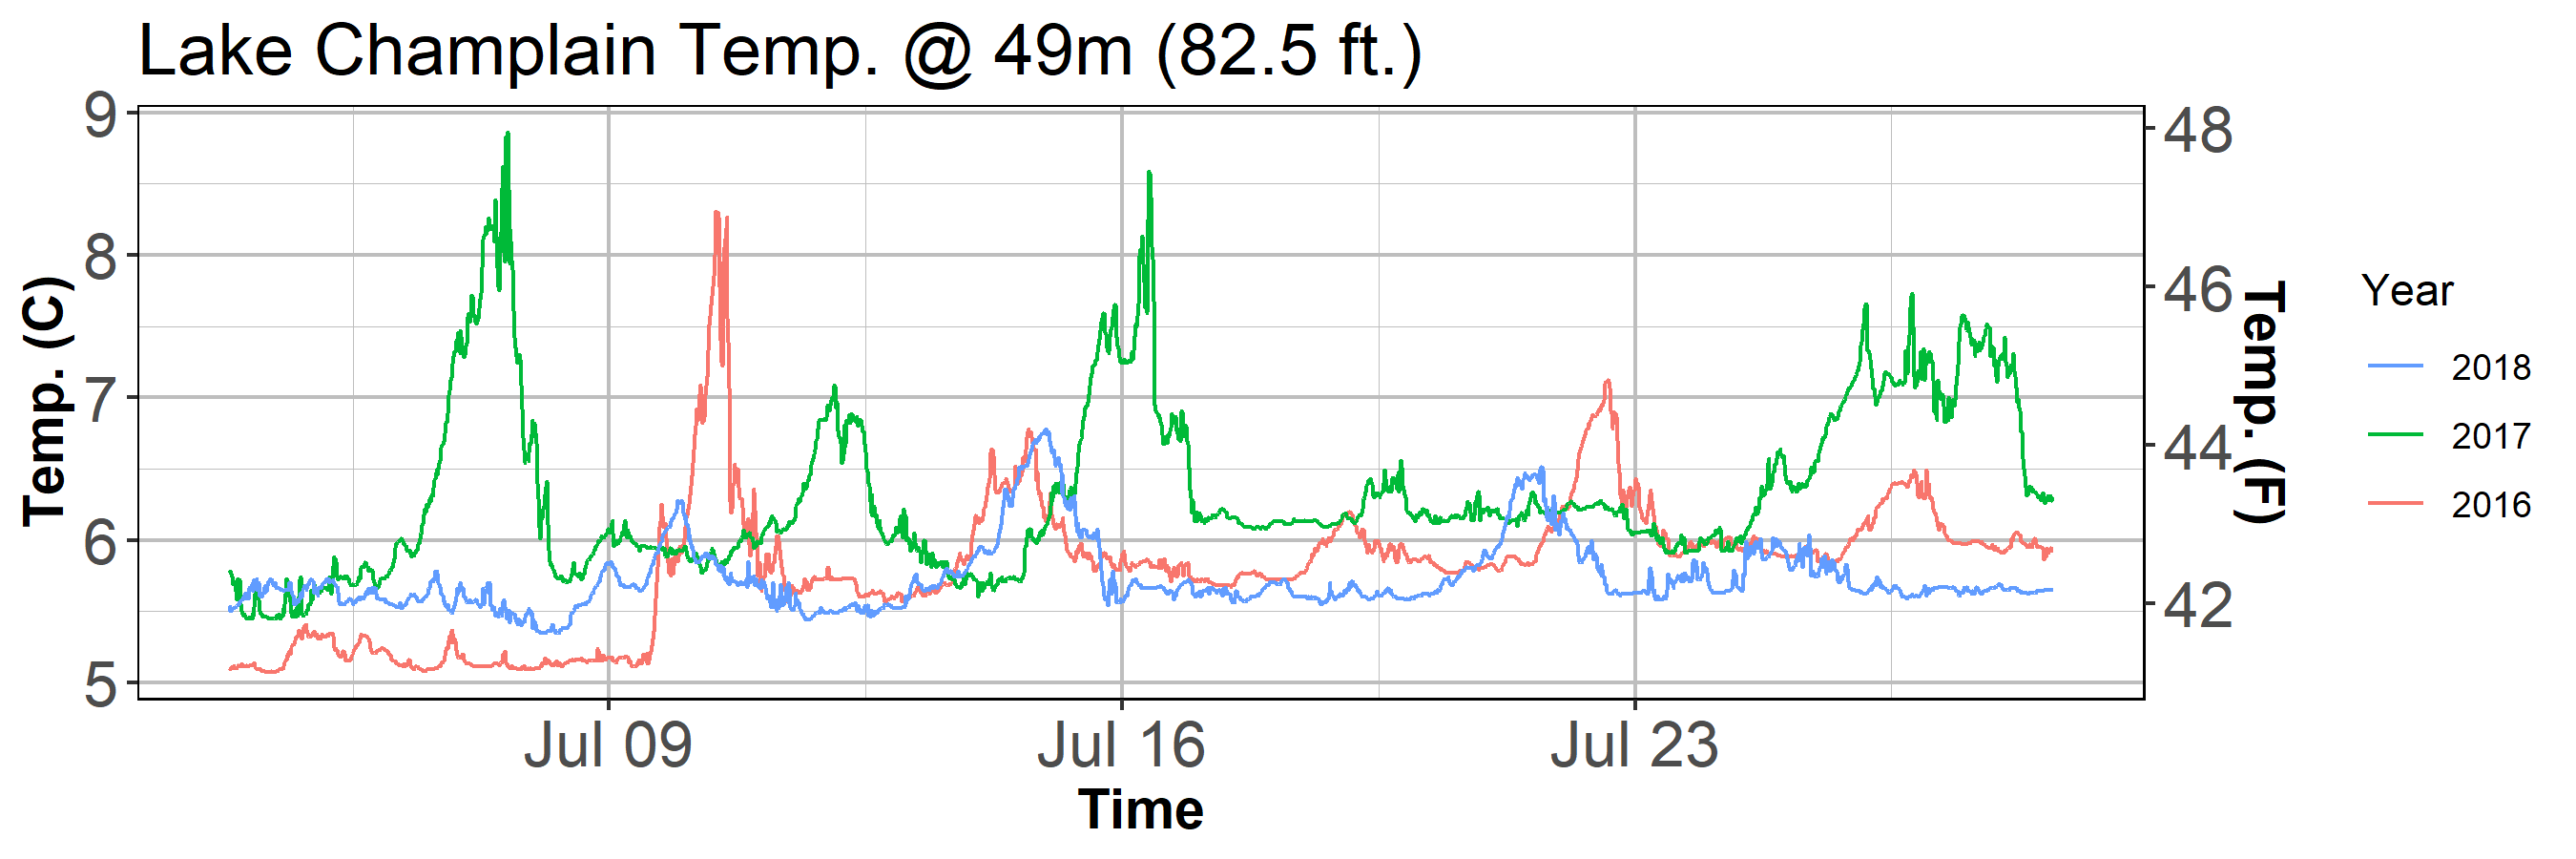 Lake Champlain Temp. @ 49m (82.5 ft.)
9
8
7
6
5
Temp. (C)
48
46
44
42
Temp. (F)
Jul 09
Jul 16
Jul 23
Time
Year
2018
2017
2016